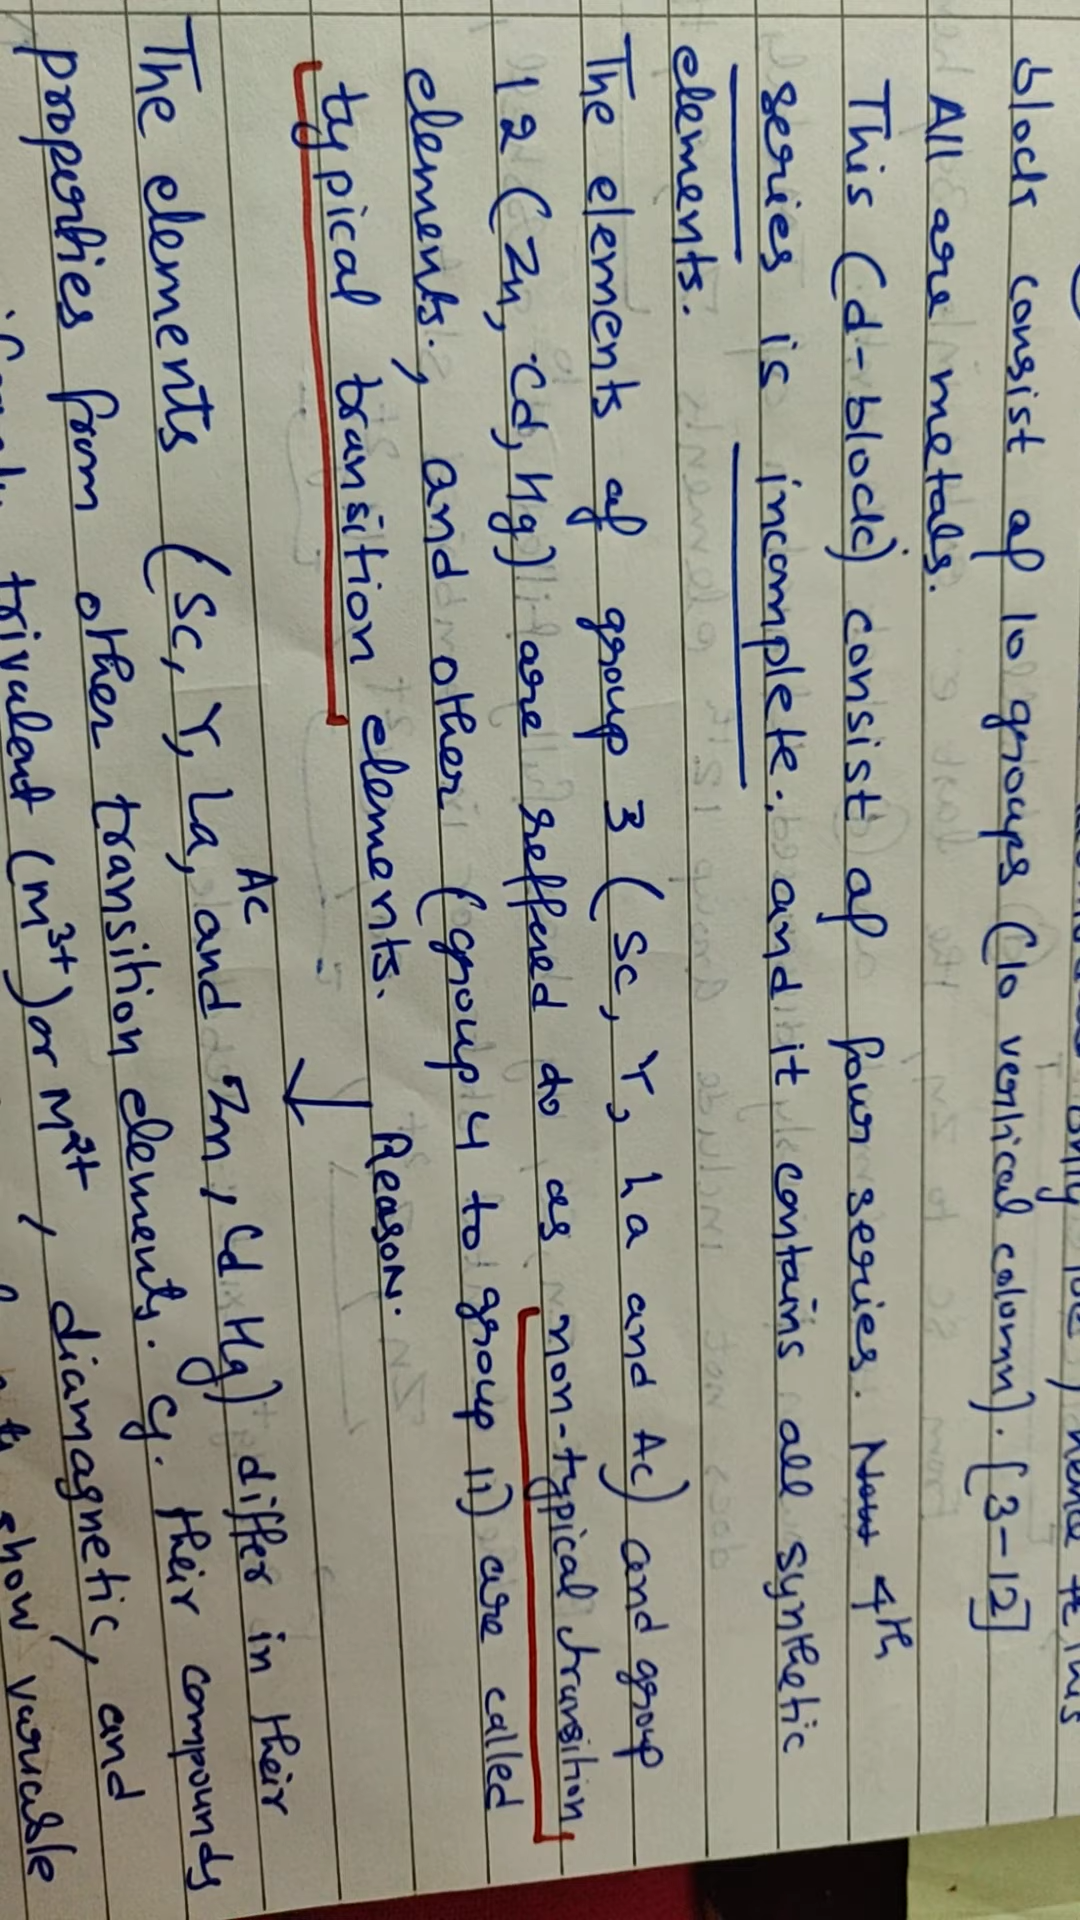 block consist of 10 groups (10 vertical colomn). [3-12]
All are metals.
This (d-block) consist of four series. 4th
series is incomplete. and it contains all synthetic
elements.
The elements of group 3 (Sc, Y, La and Ac) and group
12 (Zn, Cd, Hg) are reffred to as non-typical transition
elements., and other (group 4 to group 11) are called
typical transition elements. Reason.
Ac
The elements (Sc, Y, La, and Zn, Cd, Hg) differ in their
properties from other transition elements. eg. their compounds
trivalent (M3+) or M2+, diamagnetic, and
show variable